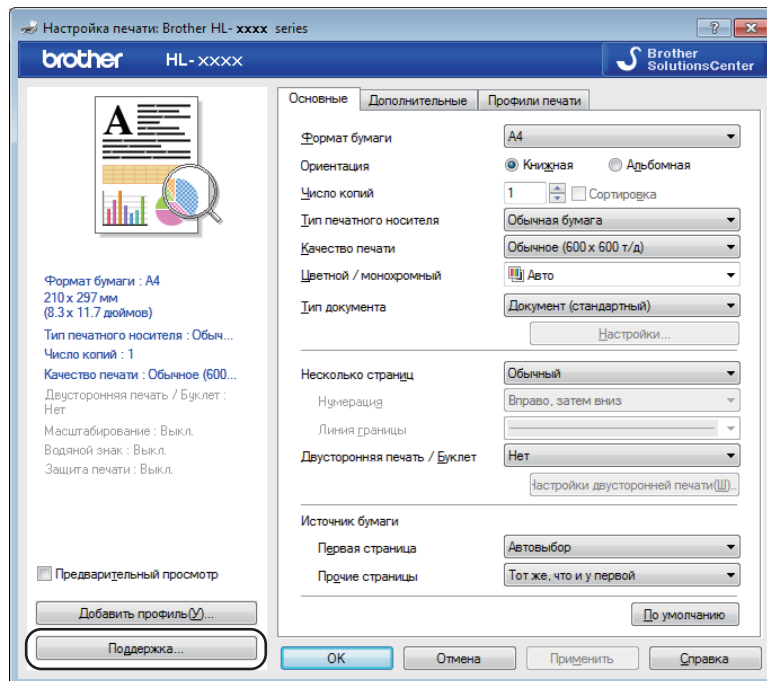 Настройка печати: Brother HL- xxxx series
brother HL-xxxx
Brother
SolutionsCenter
A
Формат бумаги : A4
210 x 297 мм
(8.3 x 11.7 дюймов)
Тип печатного носителя : Обыч...
Число копий : 1
Качество печати : Обычное (600...
Двусторонняя печать / Буклет :
Нет
Масштабирование : Выкл.
Водяной знак : Выкл.
Защита печати : Выкл.
Предварительный просмотр
Добавить профиль(У)...
Поддержка...
Основные Дополнительные Профили печати
Формат бумаги A4
Ориентация Книжная Альбомная
Число копий 1 Сортировка
Тип печатного носителя Обычная бумага
Качество печати Обычное (600 x 600 т/д)
Цветной / монохромный Авто
Тип документа Документ (стандартный)
Настройки...
Несколько страниц Обычный
Нумерация Вправо, затем вниз
Линия границы
Двусторонняя печать / Буклет Нет
Настройки двусторонней печати(Ш)..
Источник бумаги
Первая страница Автовыбор
Прочие страницы Тот же, что и у первой
По умолчанию
OK Отмена Применить Справка